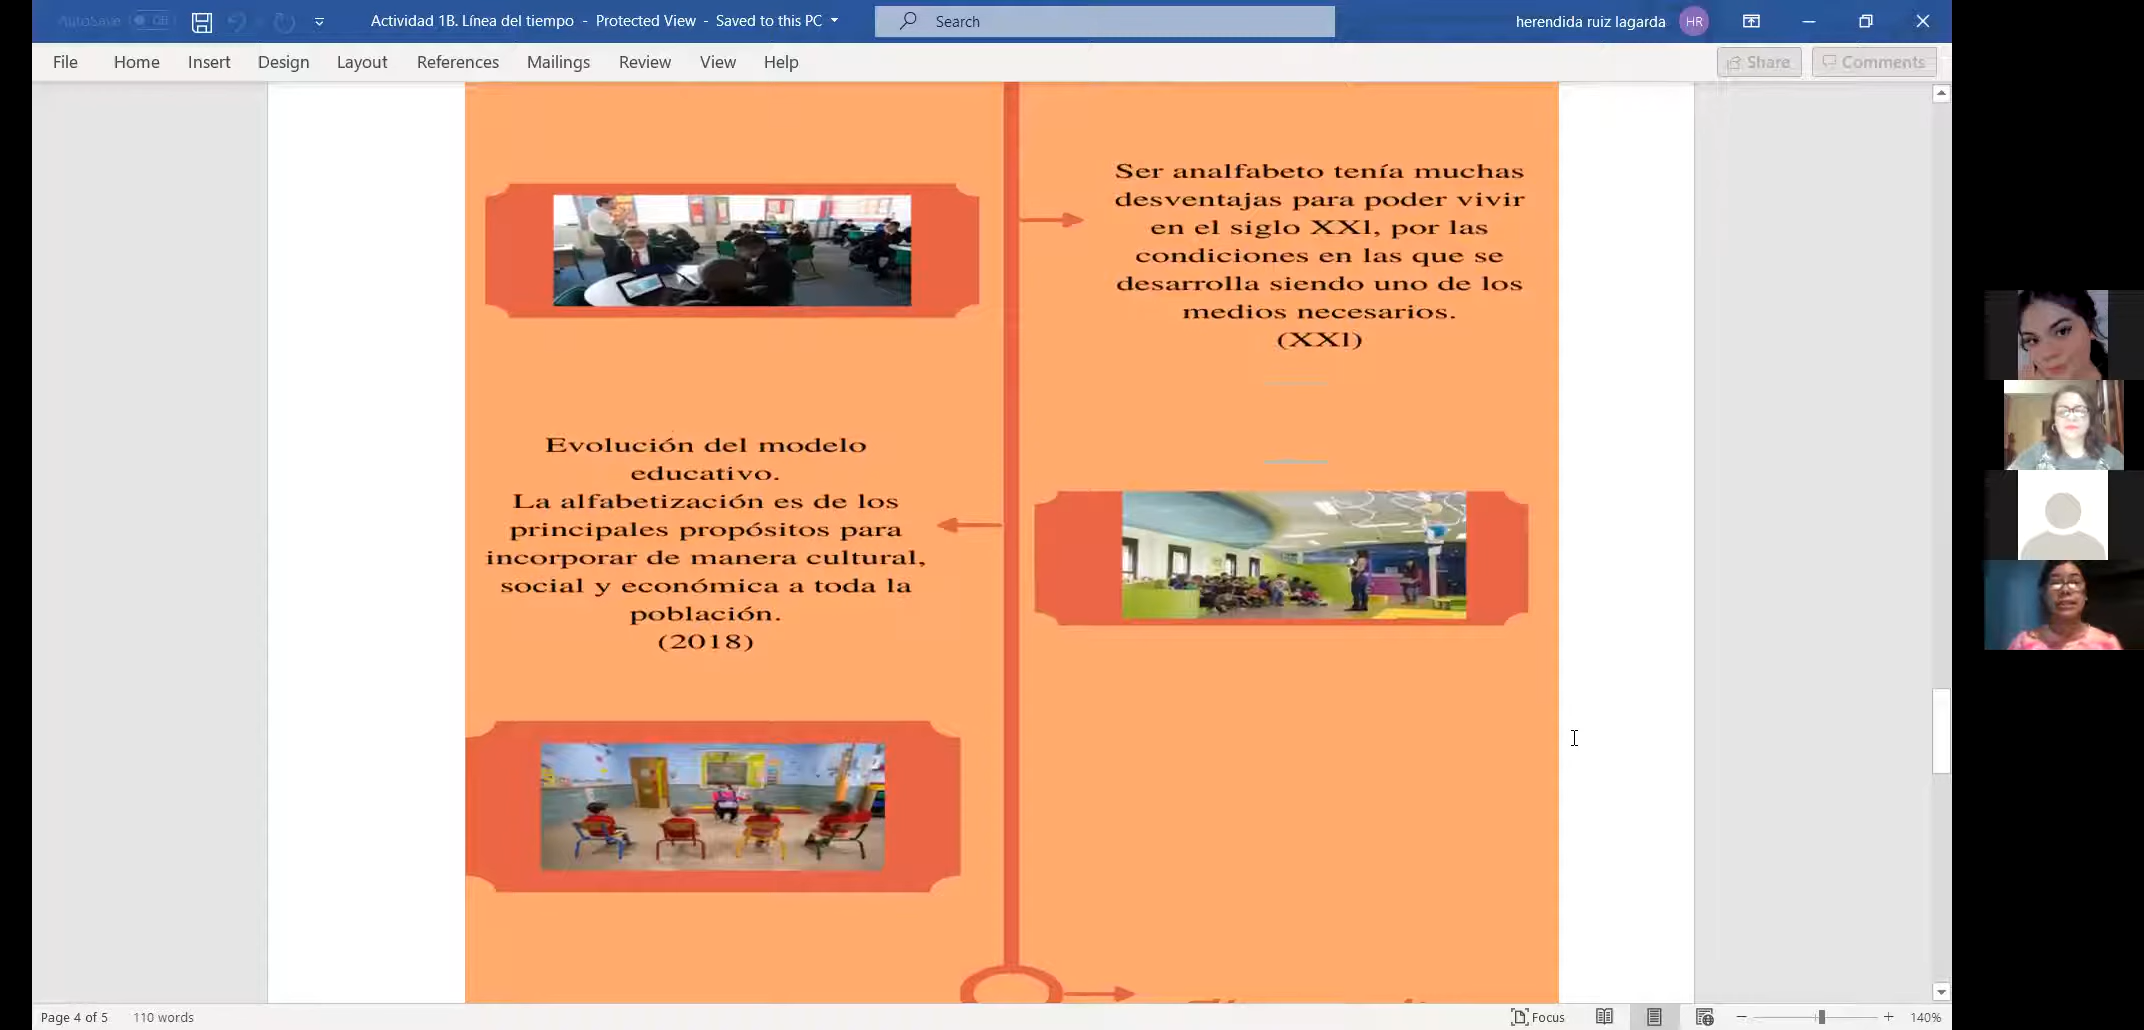 AutoSave Off
Actividad 1B. Línea del tiempo - Protected View - Saved to this PC
Search
herendida ruiz lagarda HR
File Home Insert Design Layout References Mailings Review View Help
Share Comments
Ser analfabeto tenía muchas
desventajas para poder vivir
en el siglo XXl, por las
condiciones en las que se
desarrolla siendo uno de los
medios necesarios.
(XXl)
Evolución del modelo
educativo.
La alfabetización es de los
principales propósitos para
incorporar de manera cultural,
social y económica a toda la
población.
(2018)
Page 4 of 5 110 words
Focus 140%